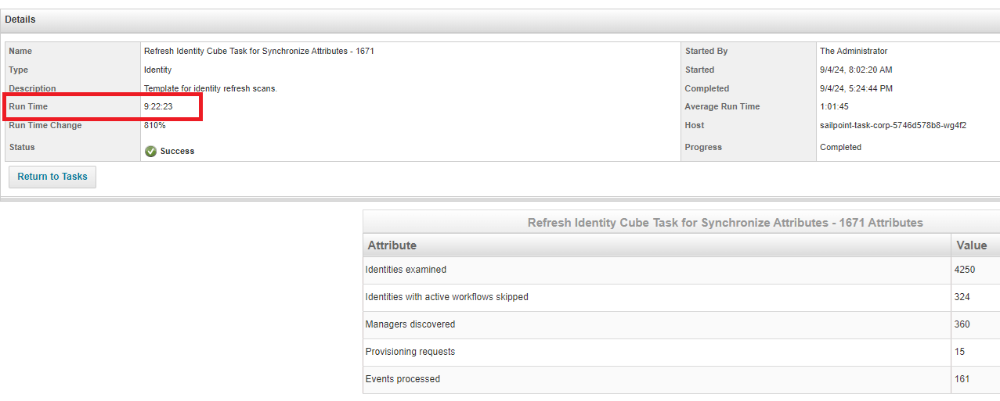 Details
Name Refresh Identity Cube Task for Synchronize Attributes - 1671 Started By The Administrator
Type Identity Started 9/4/24, 8:02:20 AM
Description Template for identity refresh scans. Completed 9/4/24, 5:24:44 PM
Run Time 9:22:23 Average Run Time 1:01:45
Run Time Change 810% Host sailpoint-task-corp-5746d578b8-wg4f2
Status Success Progress Completed
Return to Tasks
Refresh Identity Cube Task for Synchronize Attributes - 1671 Attributes
Attribute Value
Identities examined 4250
Identities with active workflows skipped 324
Managers discovered 360
Provisioning requests 15
Events processed 161